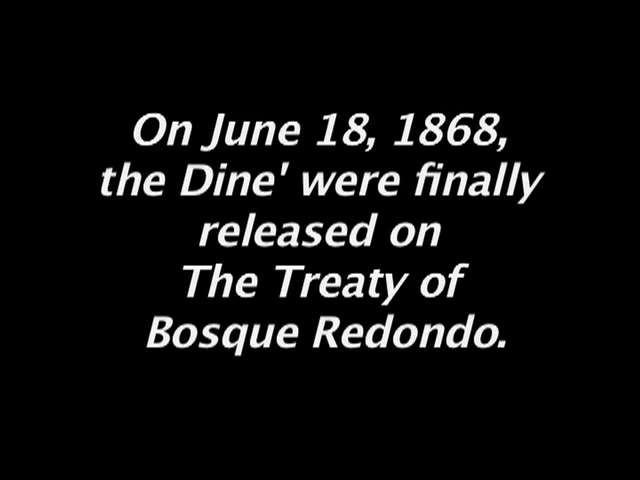 On June 18, 1868,
the Dine' were finally
released on
The Treaty of
Bosque Redondo.